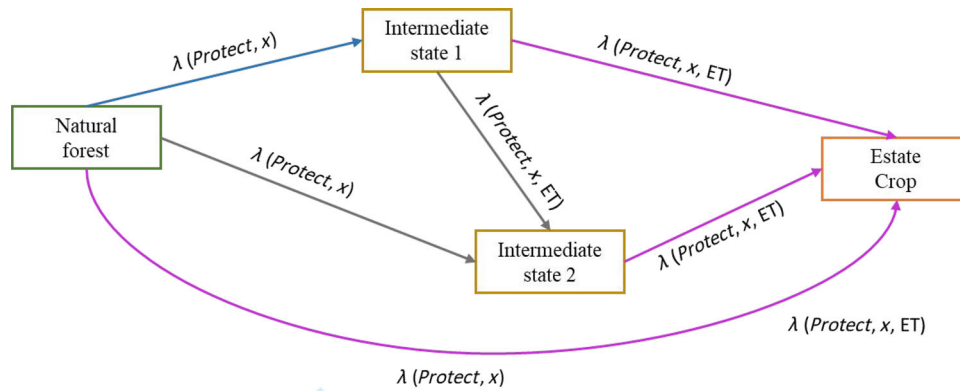 Intermediate
state 1
λ (Protect, x)
λ (Protect, x, ET)
Natural
forest
λ (Protect, x, ET)
λ (Protect, x)
Estate
Crop
Intermediate
state 2
λ (Protect, x, ET)
λ (Protect, x, ET)
λ (Protect, x)